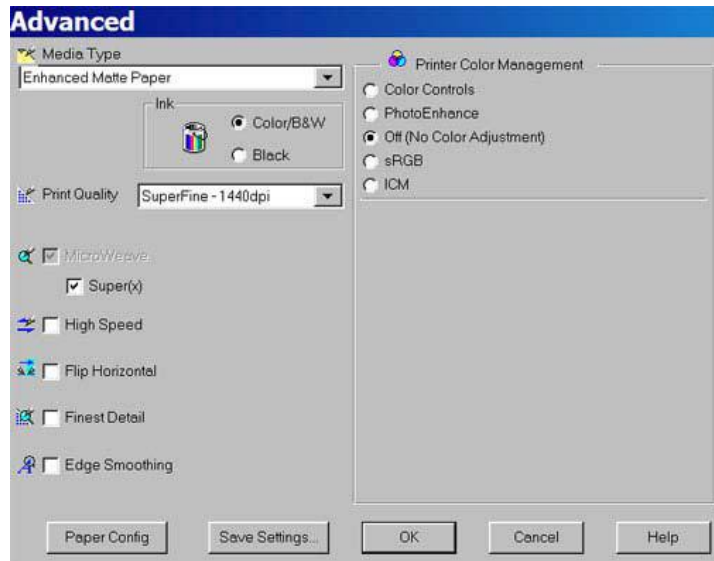 Advanced
Media Type
Enhanced Matte Paper
Ink
Color/B&W
Black
Print Quality
SuperFine - 1440dpi
MicroWeave
Super(x)
High Speed
Flip Horizontal
Finest Detail
Edge Smoothing
Printer Color Management
Color Controls
PhotoEnhance
Off (No Color Adjustment)
sRGB
ICM
Paper Config
Save Settings...
OK
Cancel
Help